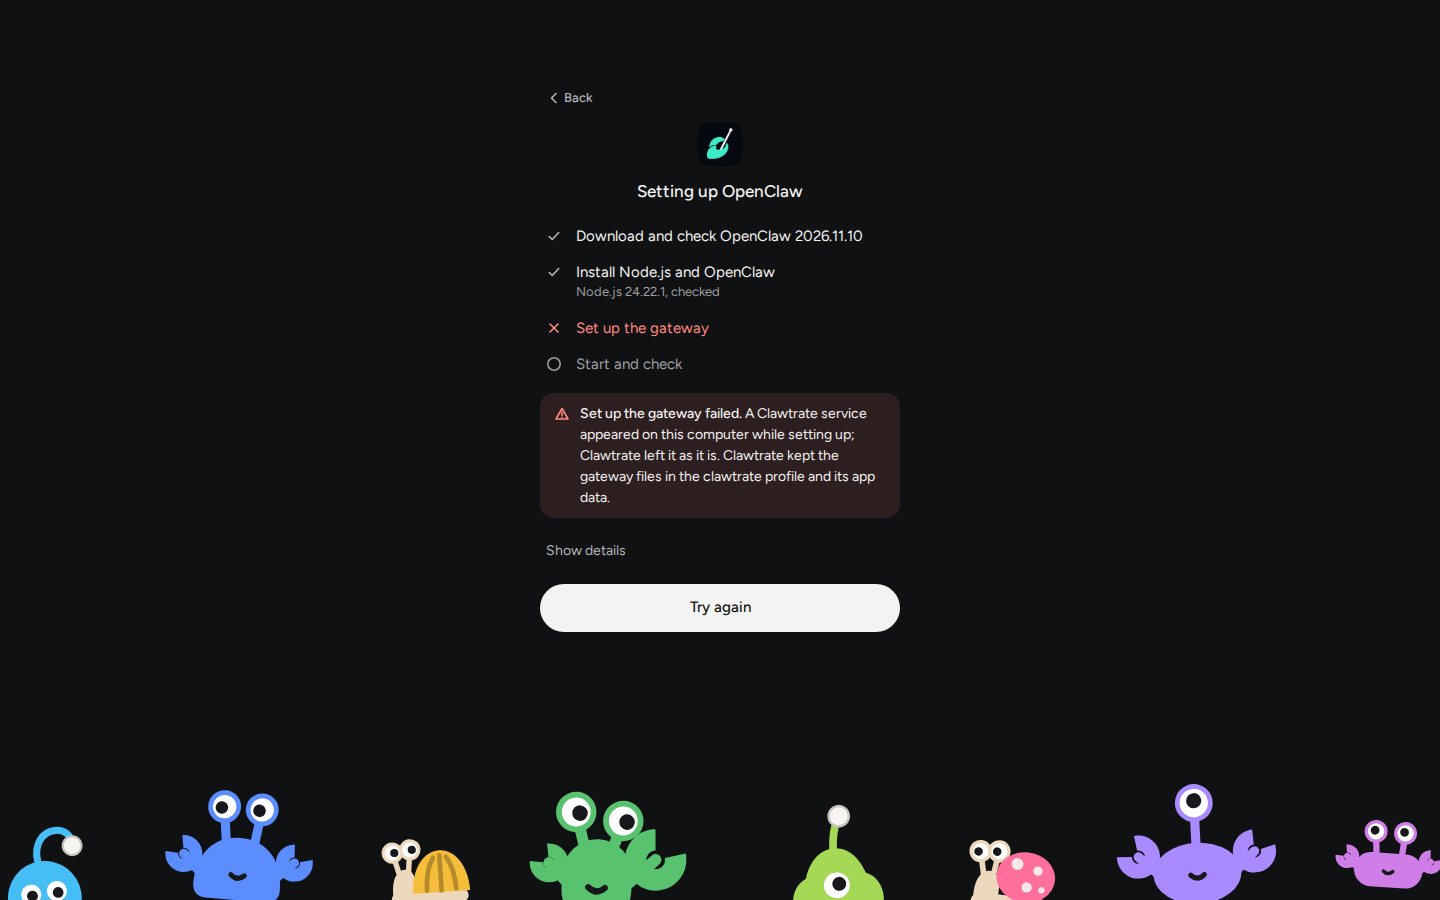 Back
Setting up OpenClaw
Download and check OpenClaw 2026.11.10
Install Node.js and OpenClaw
Node.js 24.22.1, checked
Set up the gateway
Start and check
Set up the gateway failed. A Clawtrate service
appeared on this computer while setting up;
Clawtrate left it as it is. Clawtrate kept the
gateway files in the clawtrate profile and its app
data.
Show details
Try again